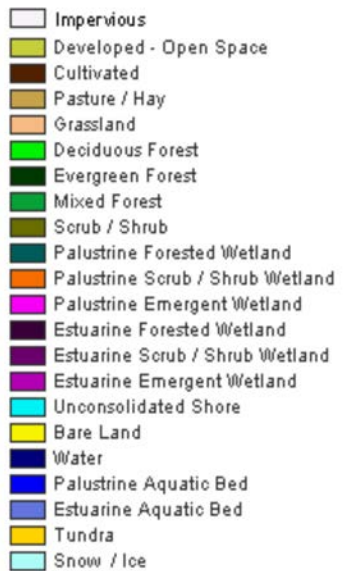 Impervious
Developed - Open Space
Cultivated
Pasture / Hay
Grassland
Deciduous Forest
Evergreen Forest
Mixed Forest
Scrub / Shrub
Palustrine Forested Wetland
Palustrine Scrub / Shrub Wetland
Palustrine Emergent Wetland
Estuarine Forested Wetland
Estuarine Scrub / Shrub Wetland
Estuarine Emergent Wetland
Unconsolidated Shore
Bare Land
Water
Palustrine Aquatic Bed
Estuarine Aquatic Bed
Tundra
Snow / Ice